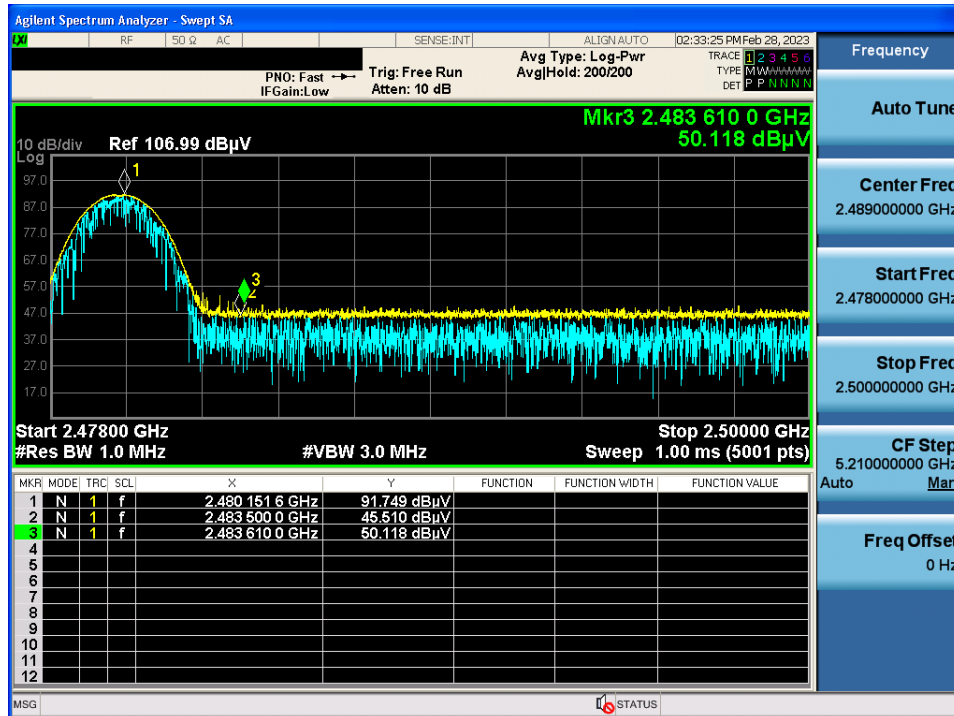 Agilent Spectrum Analyzer - Swept SA
LXI RF 50 Ω AC SENSE:INT ALIGN AUTO 02:33:25 PM Feb 28, 2023
Frequency
PNO: Fast Trig: Free Run Avg Type: Log-Pwr TRACE 1 2 3 4 5 6
IFGain:Low Atten: 10 dB Avg|Hold: 200/200 TYPE M W W W W W
DET P P N N N N
Auto Tune
Mkr3 2.483 610 0 GHz
50.118 dBµV
10 dB/div Ref 106.99 dBµV
Log
97.0
87.0
77.0
67.0
57.0
47.0
37.0
27.0
17.0
1
3
2
Center Freq
2.489000000 GHz
Start Freq
2.478000000 GHz
Stop Freq
2.500000000 GHz
Start 2.47800 GHz Stop 2.50000 GHz
#Res BW 1.0 MHz #VBW 3.0 MHz Sweep 1.00 ms (5001 pts)
CF Step
5.210000000 GHz
Auto Man
MKR MODE TRC SCL X Y FUNCTION FUNCTION WIDTH FUNCTION VALUE
1 N 1 f 2.480 151 6 GHz 91.749 dBµV
2 N 1 f 2.483 500 0 GHz 45.510 dBµV
3 N 1 f 2.483 610 0 GHz 50.118 dBµV
4
5
6
7
8
9
10
11
12
Freq Offset
0 Hz
MSG STATUS